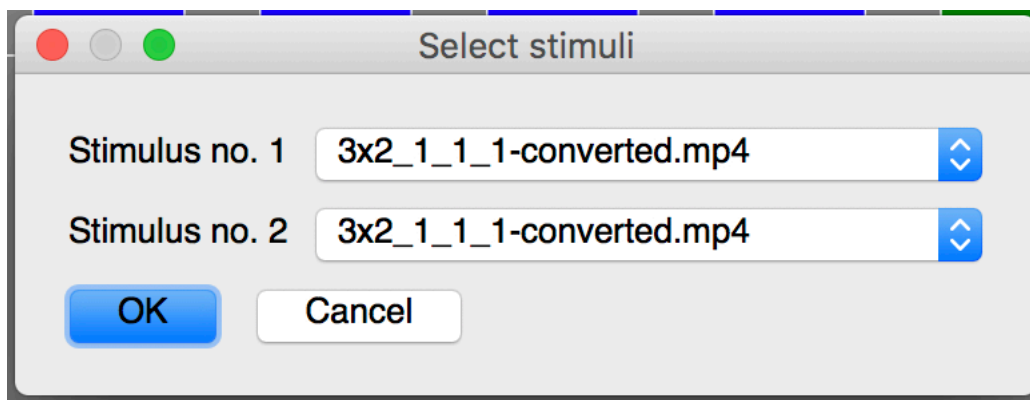 Select stimuli
Stimulus no. 1 3x2_1_1_1-converted.mp4
Stimulus no. 2 3x2_1_1_1-converted.mp4
OK Cancel